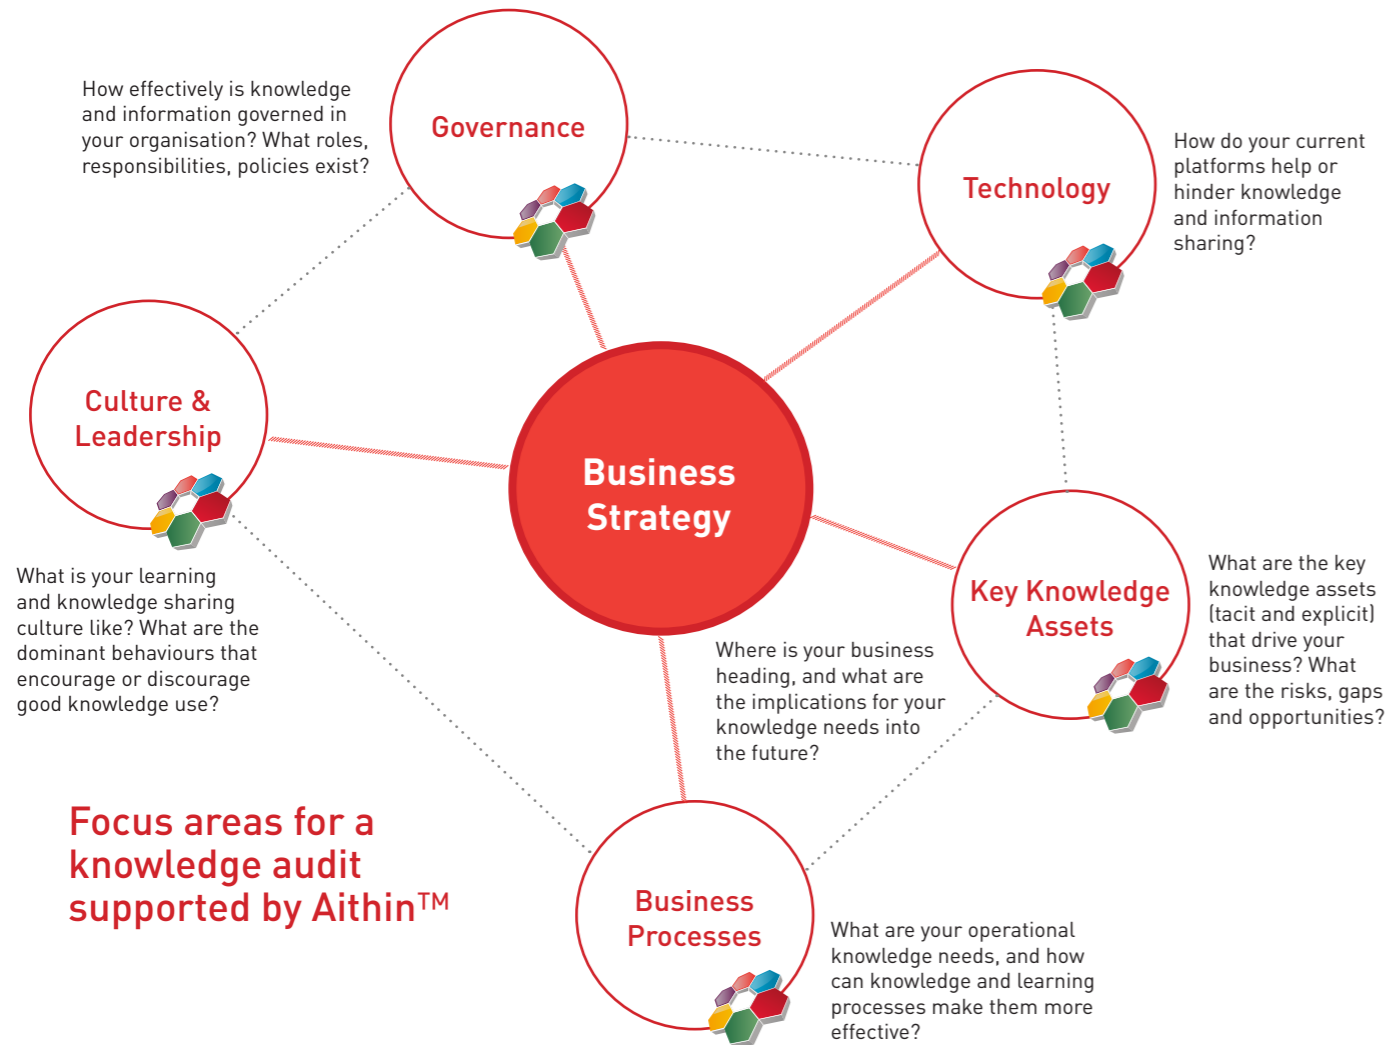 How effectively is knowledge
and information governed in
your organisation? What roles,
responsibilities, policies exist?
Governance
Technology
How do your current
platforms help or
hinder knowledge
and information
sharing?
Culture &
Leadership
What is your learning
and knowledge sharing
culture like? What are the
dominant behaviours that
encourage or discourage
good knowledge use?
Business
Strategy
Where is your business
heading, and what are
the implications for your
knowledge needs into
the future?
Key Knowledge
Assets
What are the key
knowledge assets
(tacit and explicit)
that drive your
business? What
are the risks, gaps
and opportunities?
Focus areas for a
knowledge audit
supported by Aithin™
Business
Processes
What are your operational
knowledge needs, and how
can knowledge and learning
processes make them more
effective?